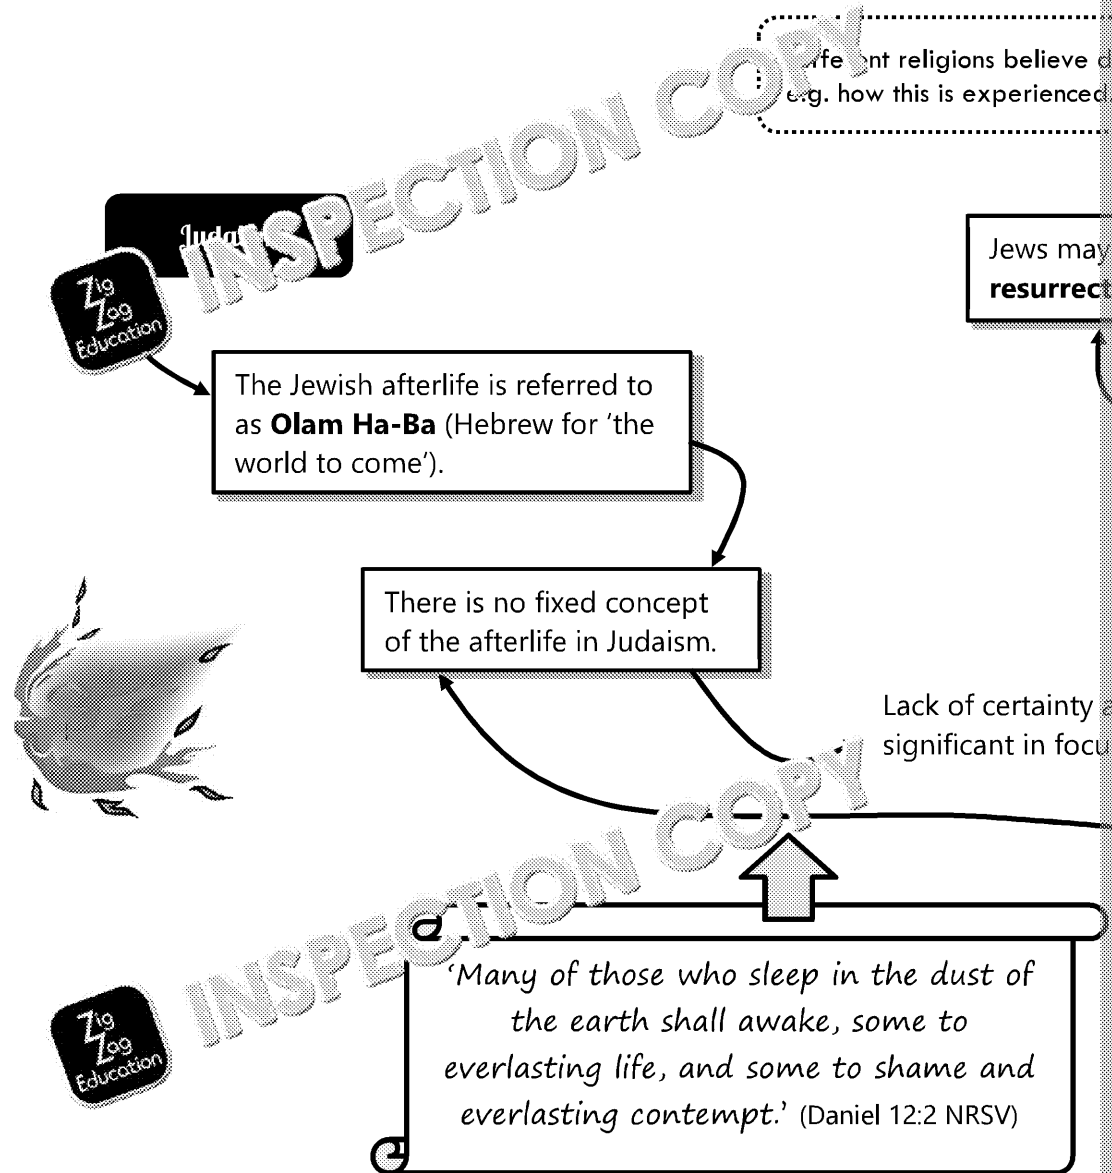 ent religions believe
e.g. how this is experienced
INSPECTION COPY
Zig
Zag
Education
Jews may
resurrect
The Jewish afterlife is referred to
as Olam Ha-Ba (Hebrew for ‘the
world to come’).
There is no fixed concept
of the afterlife in Judaism.
Lack of certainty
significant in focu
INSPECTION COPY
‘Many of those who sleep in the dust of
the earth shall awake, some to
everlasting life, and some to shame and
everlasting contempt.’ (Daniel 12:2 NRSV)
Zig
Zag
Education